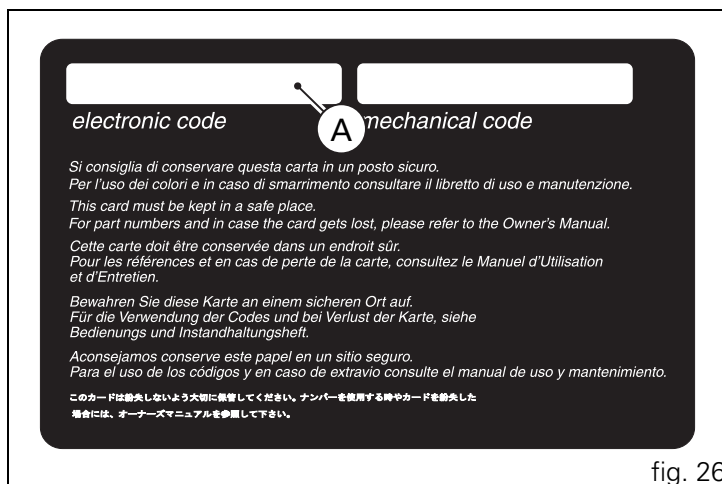 electronic code
A
mechanical code
Si consiglia di conservare questa carta in un posto sicuro.
Per l'uso dei colori e in caso di smarrimento consultare il libretto di uso e manutenzione.
This card must be kept in a safe place.
For part numbers and in case the card gets lost, please refer to the Owner's Manual.
Cette carte doit être conservée dans un endroit sûr.
Pour les références et en cas de perte de la carte, consultez le Manuel d'Utilisation
et d'Entretien.
Bewahren Sie diese Karte an einem sicheren Ort auf.
Für die Verwendung der Codes und bei Verlust der Karte, siehe
Bedienungs und Instandhaltungsheft.
Aconsejamos conserve este papel en un sitio seguro.
Para el uso de los códigos y en caso de extravio consulte el manual de uso y mantenimiento.
このカードは紛失しないよう大切に保管してください。ナンバーを使用する時やカードを紛失した
場合には、オーナーズマニュアルを参照して下さい。
fig. 26